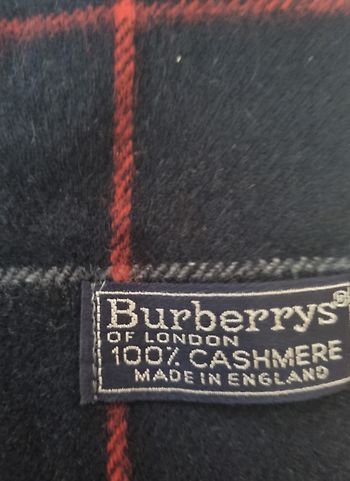 Burberrys®
OF LONDON
100% CASHMERE
MADE IN ENGLAND